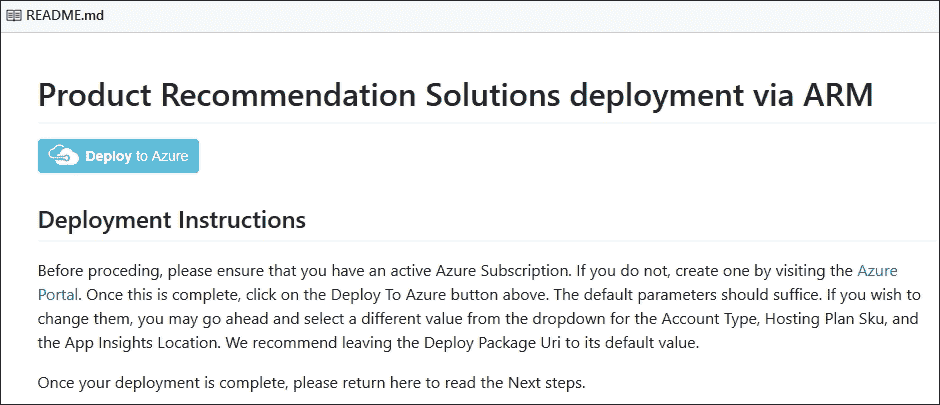 README.md
Product Recommendation Solutions deployment via ARM
Deploy to Azure
Deployment Instructions
Before proceding, please ensure that you have an active Azure Subscription. If you do not, create one by visiting the Azure
Portal. Once this is complete, click on the Deploy To Azure button above. The default parameters should suffice. If you wish to
change them, you may go ahead and select a different value from the dropdown for the Account Type, Hosting Plan Sku, and
the App Insights Location. We recommend leaving the Deploy Package Uri to its default value.
Once your deployment is complete, please return here to read the Next steps.